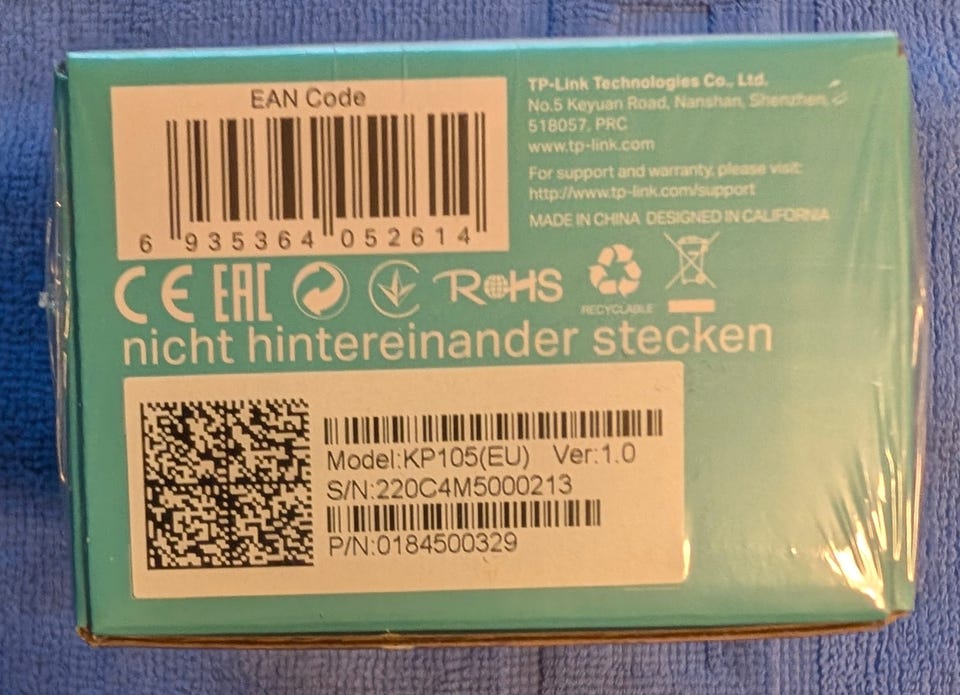 EAN Code
6 935364 052614
TP-Link Technologies Co., Ltd.
No.5 Keyuan Road, Nanshan, Shenzhen,
518057, PRC
www.tp-link.com
For support and warranty, please visit:
http://www.tp-link.com/support
MADE IN CHINA DESIGNED IN CALIFORNIA
CE EAC RoHS
RECYCLABLE
nicht hintereinander stecken
Model:KP105(EU) Ver:1.0
S/N:220C4M5000213
P/N:0184500329